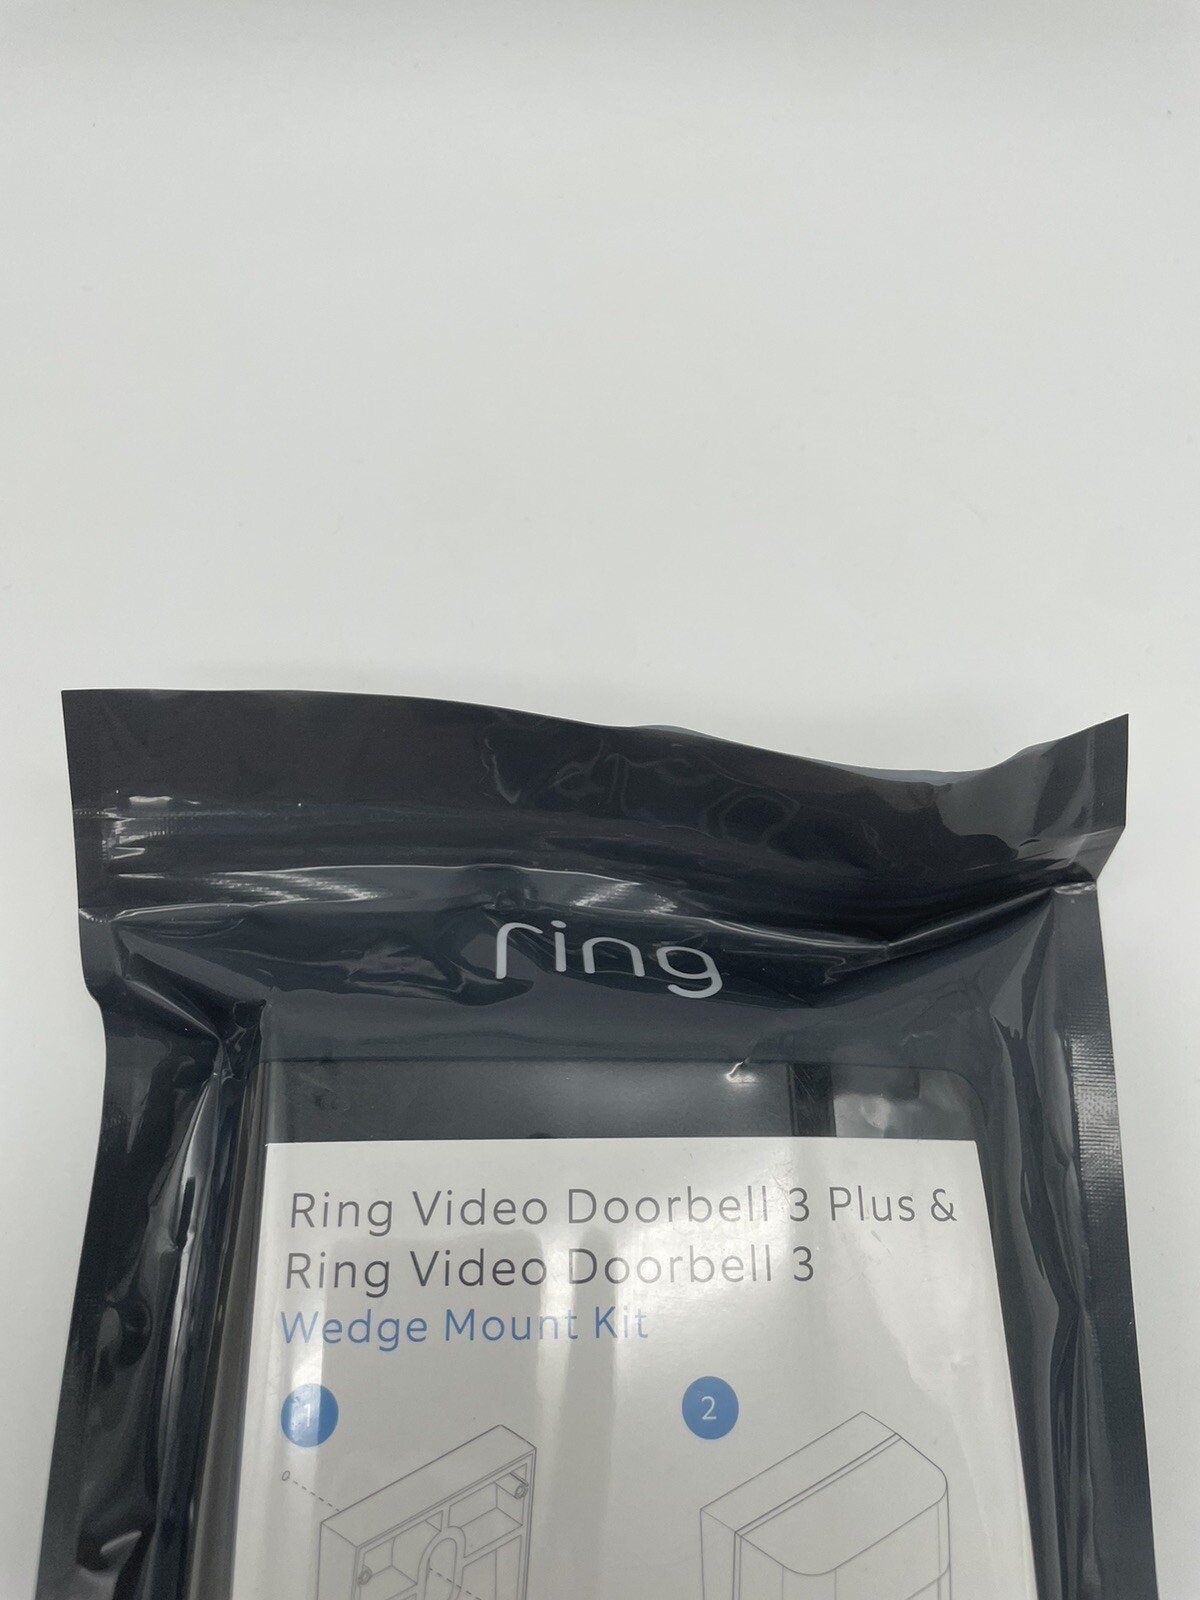 ring
Ring Video Doorbell 3 Plus &
Ring Video Doorbell 3
Wedge Mount Kit
1
2